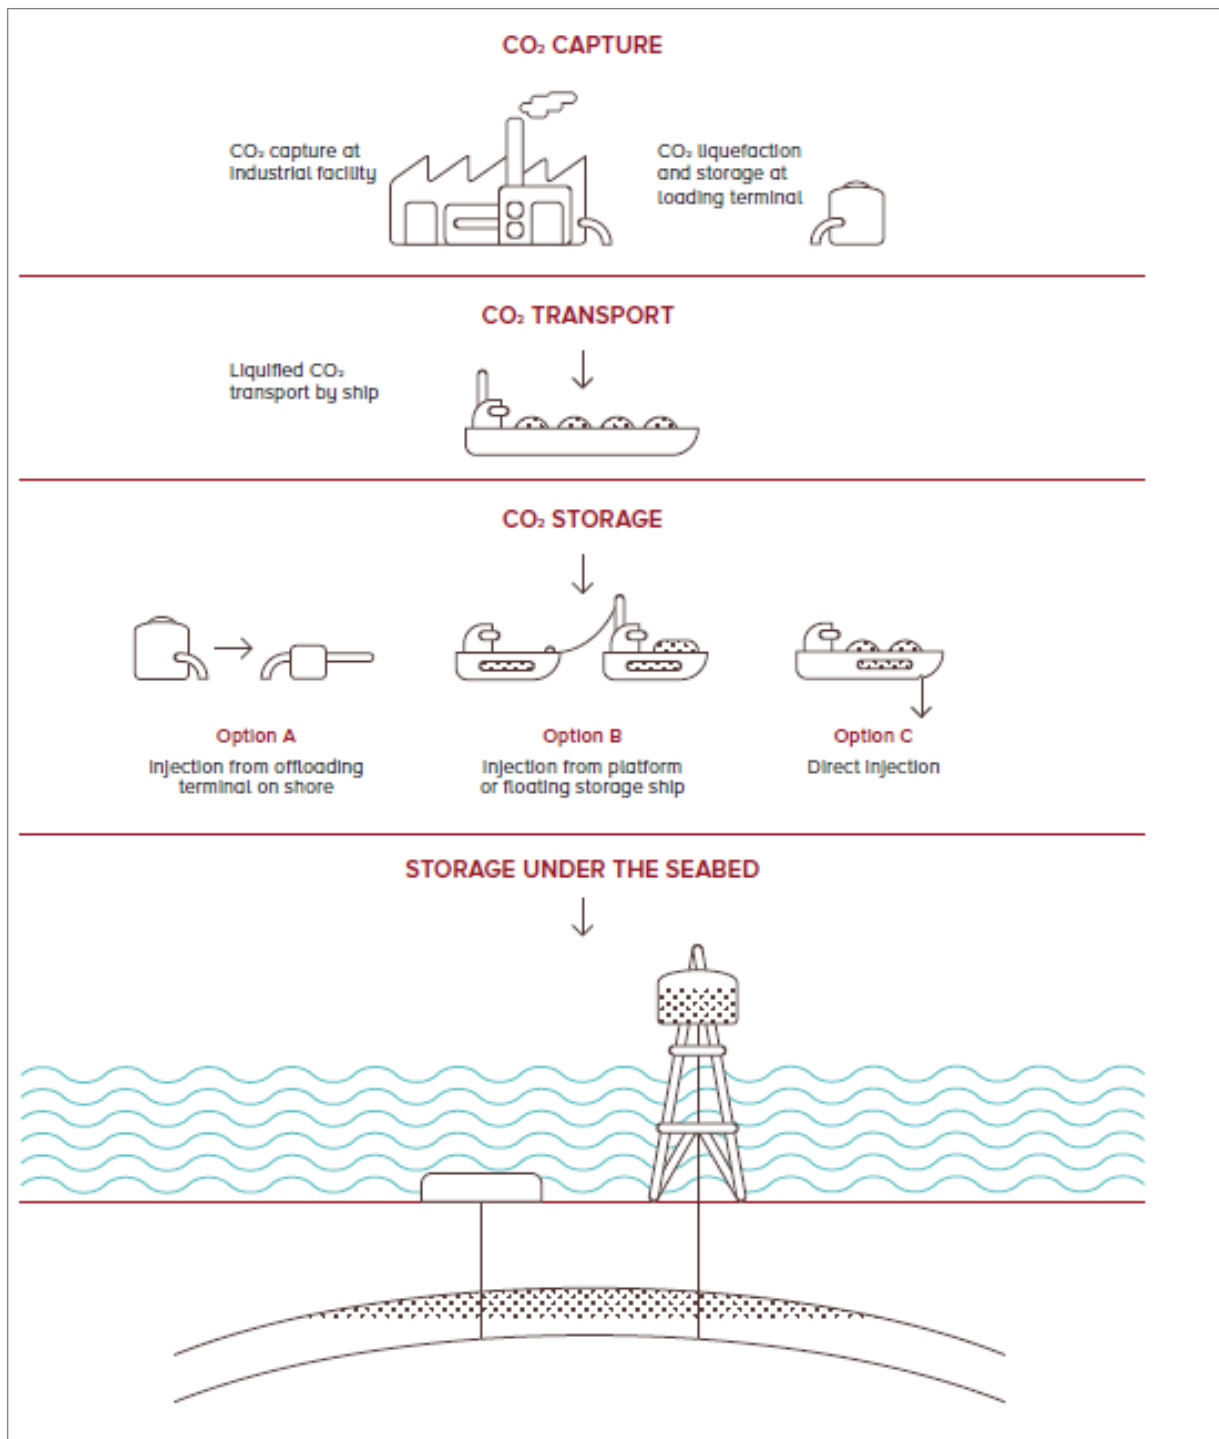 CO₂ CAPTURE
CO₂ capture at
industrial facility
CO₂ liquefaction
and storage at
loading terminal
CO₂ TRANSPORT
Liquified CO₂
transport by ship
CO₂ STORAGE
Option A
Injection from offloading
terminal on shore
Option B
Injection from platform
or floating storage ship
Option C
Direct injection
STORAGE UNDER THE SEABED